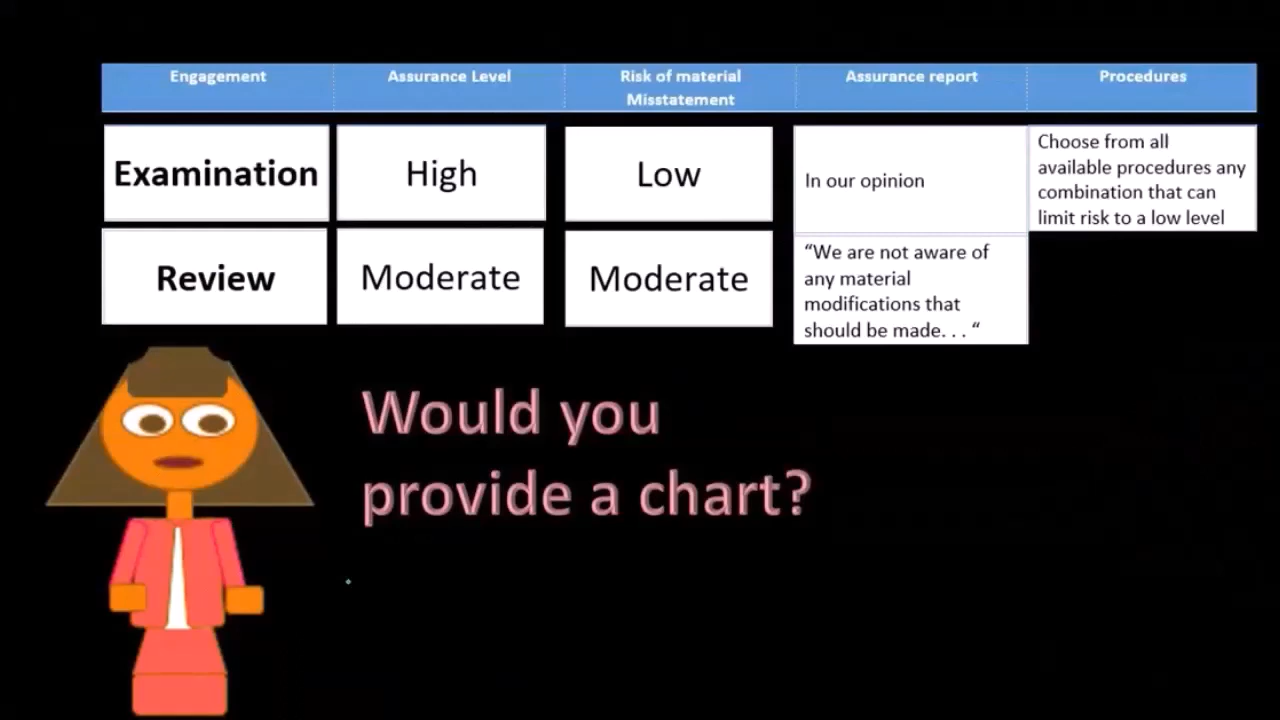 Engagement
Assurance Level
Risk of material
Misstatement
Assurance report
Procedures
Examination
High
Low
In our opinion
Choose from all
available procedures any
combination that can
limit risk to a low level
Review
Moderate
Moderate
“We are not aware of
any material
modifications that
should be made. . . “
Would you
provide a chart?